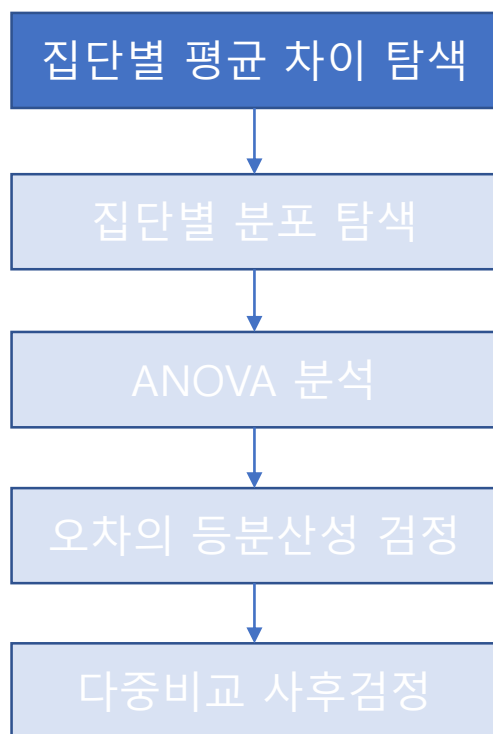 집단별 평균 차이 탐색
집단별 분포 탐색
ANOVA 분석
오차의 등분산성 검정
다중비교 사후검정